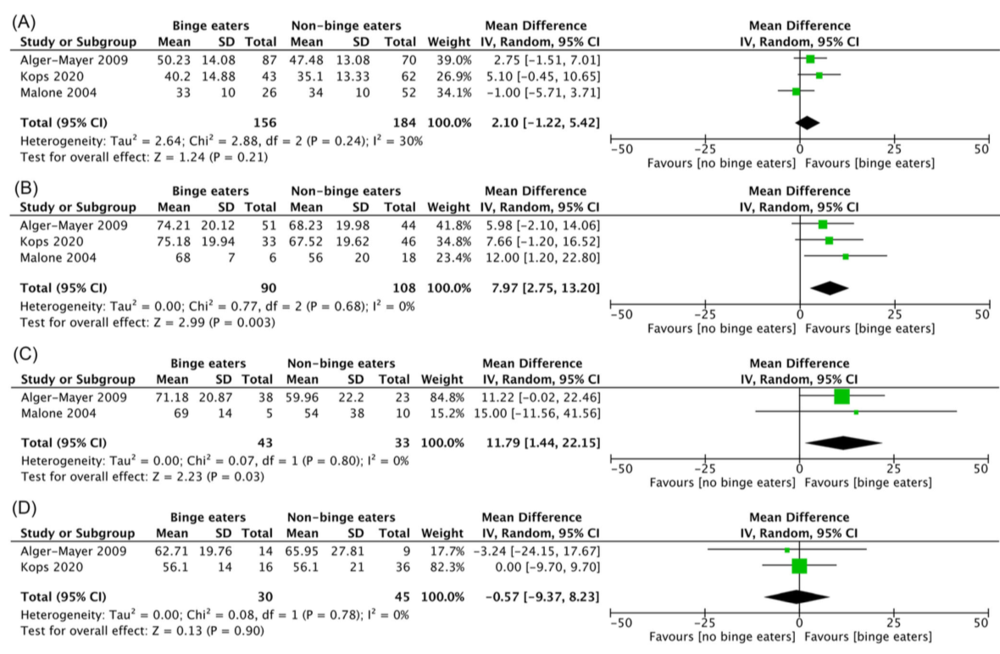 (A)
Binge eaters Non-binge eaters Mean Difference Mean Difference
Study or Subgroup Mean SD Total Mean SD Total Weight IV, Random, 95% CI IV, Random, 95% CI
Alger-Mayer 2009 50.23 14.08 87 47.48 13.08 70 39.0% 2.75 [-1.51, 7.01]
Kops 2020 40.2 14.88 43 35.1 13.33 62 26.9% 5.10 [-0.45, 10.65]
Malone 2004 33 10 26 34 10 52 34.1% -1.00 [-5.71, 3.71]
Total (95% CI) 156 184 100.0% 2.10 [-1.22, 5.42]
Heterogeneity: Tau² = 2.64; Chi² = 2.88, df = 2 (P = 0.24); I² = 30%
Test for overall effect: Z = 1.24 (P = 0.21)
-50 -25 0 25 50
Favours [no binge eaters] Favours [binge eaters]
(B)
Binge eaters Non-binge eaters Mean Difference Mean Difference
Study or Subgroup Mean SD Total Mean SD Total Weight IV, Random, 95% CI IV, Random, 95% CI
Alger-Mayer 2009 74.21 20.12 51 68.23 19.98 44 41.8% 5.98 [-2.10, 14.06]
Kops 2020 75.18 19.94 33 67.52 19.62 46 34.8% 7.66 [-1.20, 16.52]
Malone 2004 68 7 6 56 20 18 23.4% 12.00 [1.20, 22.80]
Total (95% CI) 90 108 100.0% 7.97 [2.75, 13.20]
Heterogeneity: Tau² = 0.00; Chi² = 0.77, df = 2 (P = 0.68); I² = 0%
Test for overall effect: Z = 2.99 (P = 0.003)
-50 -25 0 25 50
Favours [no binge eaters] Favours [binge eaters]
(C)
Binge eaters Non-binge eaters Mean Difference Mean Difference
Study or Subgroup Mean SD Total Mean SD Total Weight IV, Random, 95% CI IV, Random, 95% CI
Alger-Mayer 2009 71.18 20.87 38 59.96 22.2 23 84.8% 11.22 [-0.02, 22.46]
Malone 2004 69 14 5 54 38 10 15.2% 15.00 [-11.56, 41.56]
Total (95% CI) 43 33 100.0% 11.79 [1.44, 22.15]
Heterogeneity: Tau² = 0.00; Chi² = 0.07, df = 1 (P = 0.80); I² = 0%
Test for overall effect: Z = 2.23 (P = 0.03)
-50 -25 0 25 50
Favours [no binge eaters] Favours [binge eaters]
(D)
Binge eaters Non-binge eaters Mean Difference Mean Difference
Study or Subgroup Mean SD Total Mean SD Total Weight IV, Random, 95% CI IV, Random, 95% CI
Alger-Mayer 2009 62.71 19.76 14 65.95 27.81 9 17.7% -3.24 [-24.15, 17.67]
Kops 2020 56.1 14 16 56.1 21 36 82.3% 0.00 [-9.70, 9.70]
Total (95% CI) 30 45 100.0% -0.57 [-9.37, 8.23]
Heterogeneity: Tau² = 0.00; Chi² = 0.08, df = 1 (P = 0.78); I² = 0%
Test for overall effect: Z = 0.13 (P = 0.90)
-50 -25 0 25 50
Favours [no binge eaters] Favours [binge eaters]